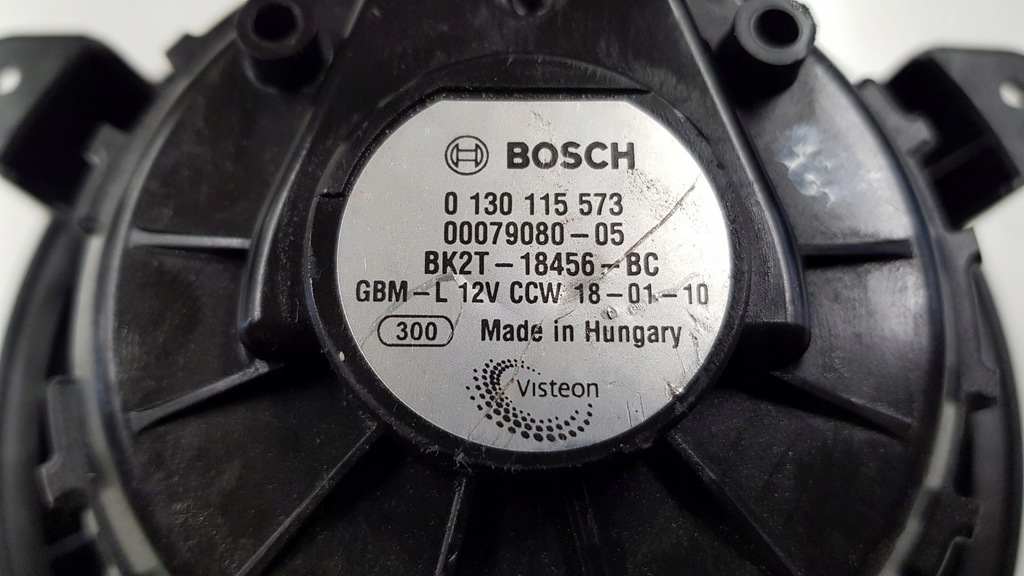 BOSCH
0 130 115 573
00079080-05
BK2T-18456-BC
GBM-L 12V CCW 18-01-10
300 Made in Hungary
Visteon